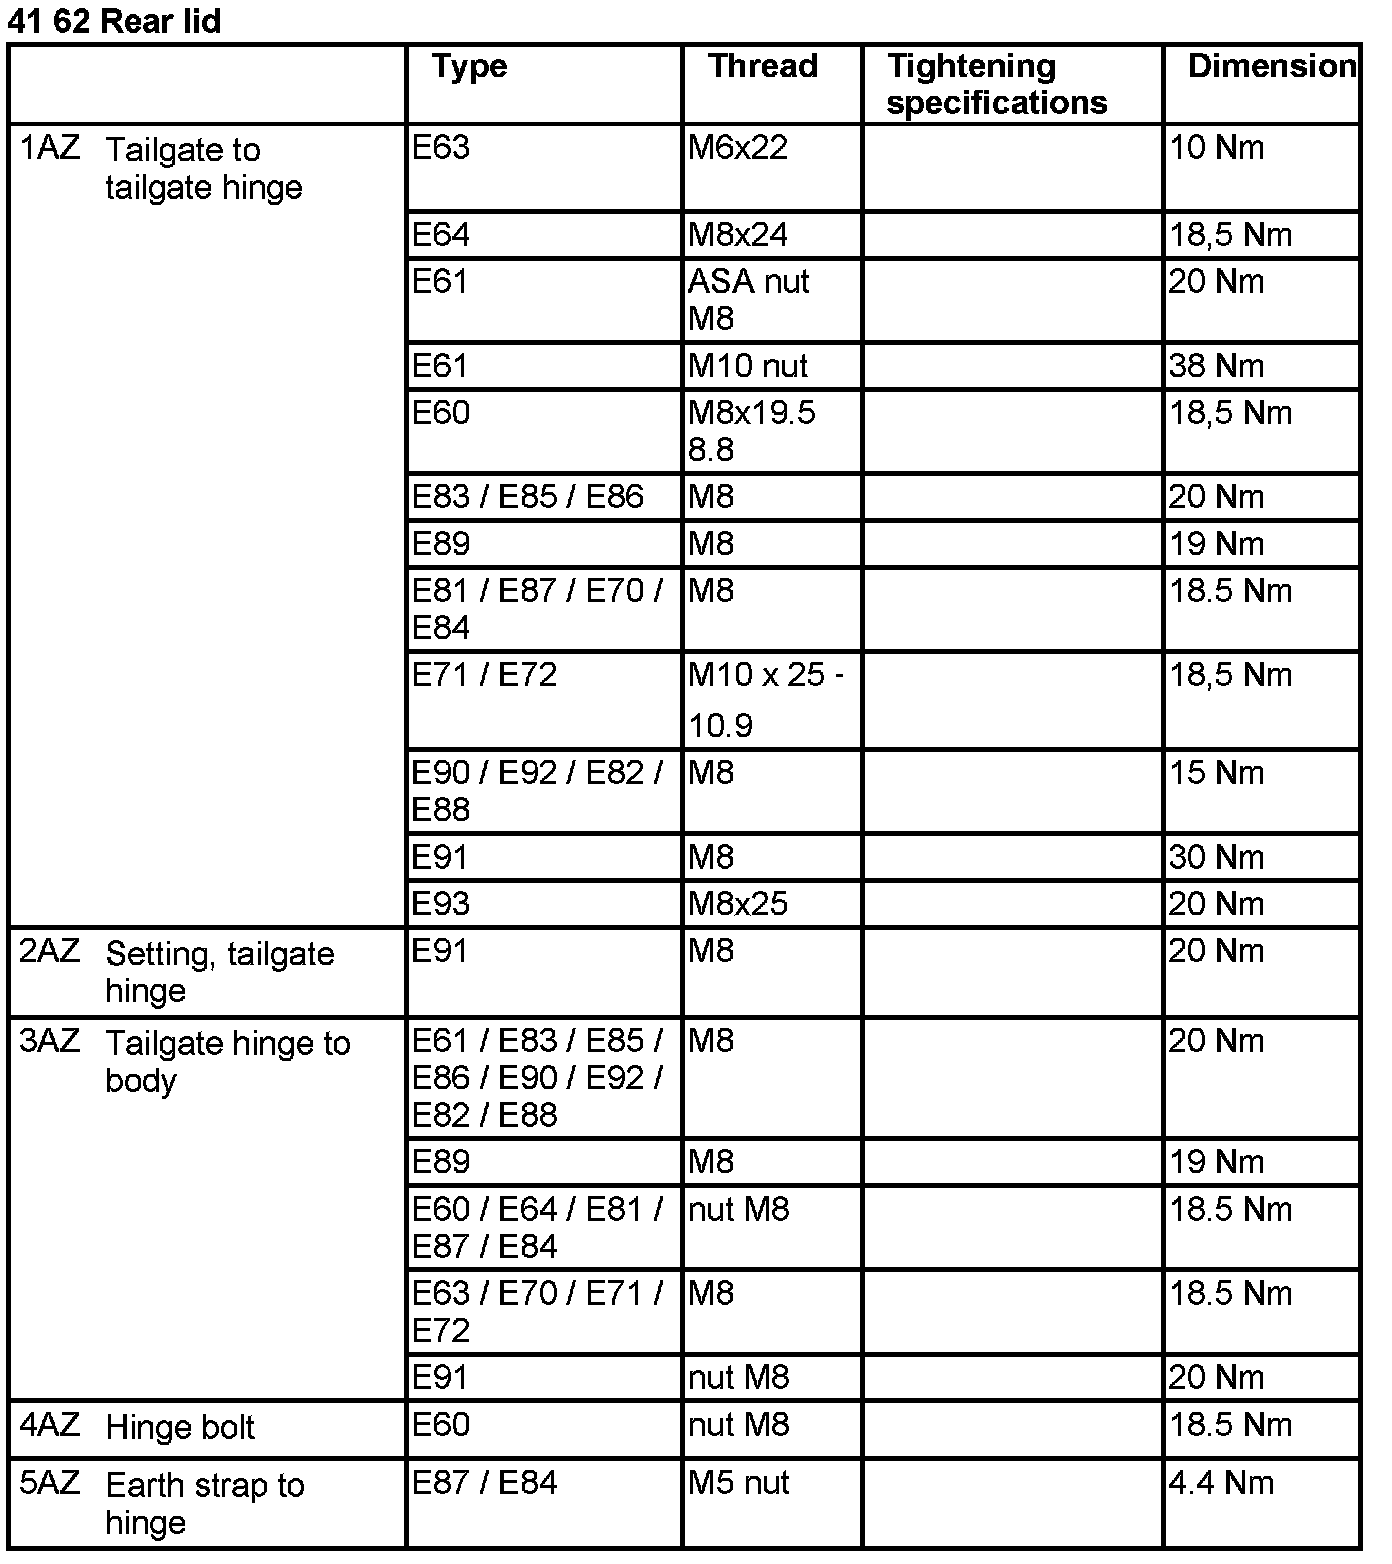 41 62 Rear lid
Type Thread Tightening specifications Dimension
1AZ Tailgate to tailgate hinge E63 M6x22 10 Nm
E64 M8x24 18,5 Nm
E61 ASA nut M8 20 Nm
E61 M10 nut 38 Nm
E60 M8x19.5 8.8 18,5 Nm
E83 / E85 / E86 M8 20 Nm
E89 M8 19 Nm
E81 / E87 / E70 / E84 M8 18.5 Nm
E71 / E72 M10 x 25 - 10.9 18,5 Nm
E90 / E92 / E82 / E88 M8 15 Nm
E91 M8 30 Nm
E93 M8x25 20 Nm
2AZ Setting, tailgate hinge E91 M8 20 Nm
3AZ Tailgate hinge to body E61 / E83 / E85 / E86 / E90 / E92 / E82 / E88 M8 20 Nm
E89 M8 19 Nm
E60 / E64 / E81 / E87 / E84 nut M8 18.5 Nm
E63 / E70 / E71 / E72 M8 18.5 Nm
E91 nut M8 20 Nm
4AZ Hinge bolt E60 nut M8 18.5 Nm
5AZ Earth strap to hinge E87 / E84 M5 nut 4.4 Nm